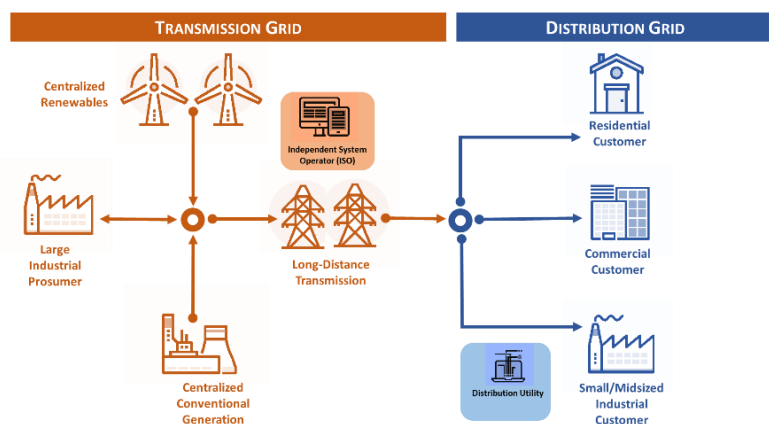 TRANSMISSION GRID
DISTRIBUTION GRID
Centralized
Renewables
Independent System
Operator (ISO)
Residential
Customer
Large
Industrial
Prosumer
Long-Distance
Transmission
Commercial
Customer
Centralized
Conventional
Generation
Distribution Utility
Small/Midsized
Industrial
Customer